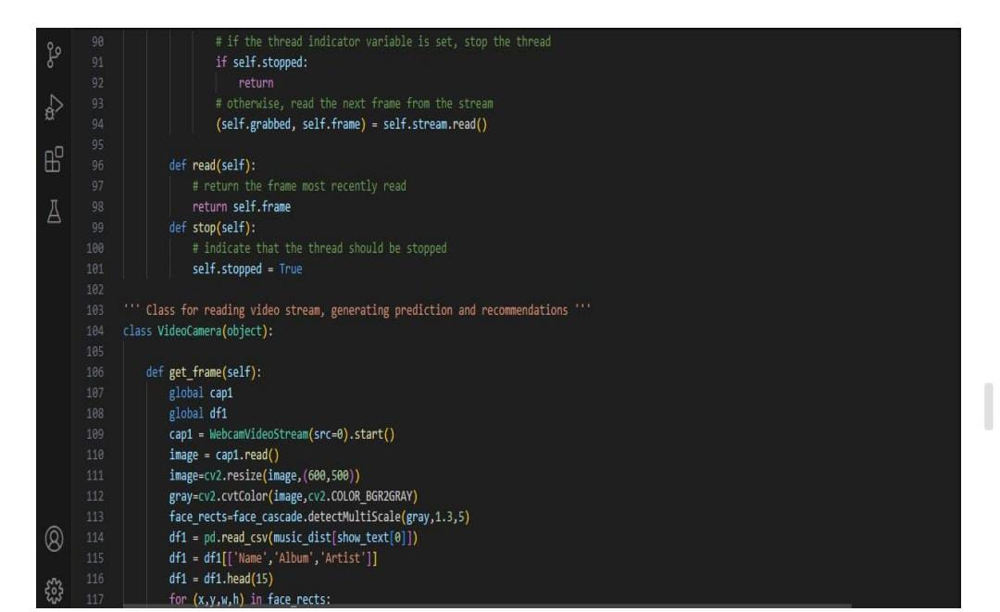 90 # if the thread indicator variable is set, stop the thread
91 if self.stopped:
92 return
93 # otherwise, read the next frame from the stream
94 (self.grabbed, self.frame) = self.stream.read()
95
96 def read(self):
97 # return the frame most recently read
98 return self.frame
99 def stop(self):
100 # indicate that the thread should be stopped
101 self.stopped = True
102
103 ''' Class for reading video stream, generating prediction and recommendations '''
104 class VideoCamera(object):
105
106 def get_frame(self):
107 global cap1
108 global df1
109 cap1 = WebcamVideoStream(src=0).start()
110 image = cap1.read()
111 image=cv2.resize(image,(600,500))
112 gray=cv2.cvtColor(image,cv2.COLOR_BGR2GRAY)
113 face_rects=face_cascade.detectMultiScale(gray,1.3,5)
114 df1 = pd.read_csv(music_dist[show_text[0]])
115 df1 = df1[['Name','Album','Artist']]
116 df1 = df1.head(15)
117 for (x,y,w,h) in face_rects: